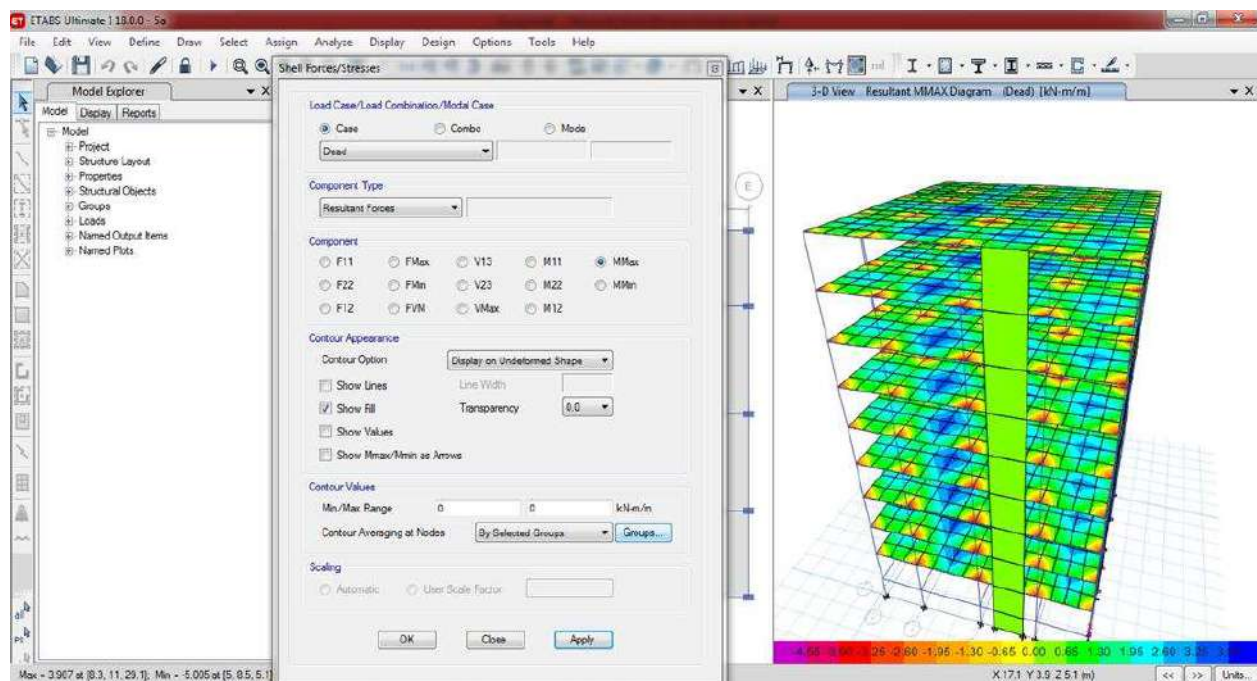 ETABS Ultimate 18.0.0 - 5a
File Edit View Define Draw Select Assign Analyse Display Design Options Tools Help
Model Explorer
Model Display Reports
Model
Project
Structure Layout
Properties
Structural Objects
Groups
Loads
Named Output Items
Named Plots
Shell Forces/Stresses
Load Case/Load Combination/Modal Case
Case Combo Mode
Dead
Component Type
Resultant Forces
Component
F11 FMax V13 M11 MMax
F22 FMin V23 M22 MMin
F12 FVM VMax M12
Contour Appearance
Contour Option Display on Undeformed Shape
Show Lines Line Width
Show Fill Transparency 0.0
Show Values
Show Mmax/Mmin as Arrows
Contour Values
Min/Max Range 0 0 kN-m/m
Contour Averaging at Nodes By Selected Groups Groups...
Scaling
Automatic User Scale Factor
OK Close Apply
E
3-D View Resultant MMAX Diagram (Dead) [kN-m/m]
-2.60 -1.95 -1.30 -0.65 0.00 0.65 1.30 1.95 2.60
Max = 3.907 at [8.3, 11, 29.1]; Min = -5.005 at [5, 8.5, 5.1]
X 17.1 Y 3.9 Z 5.1 (m)
<< >> Units...